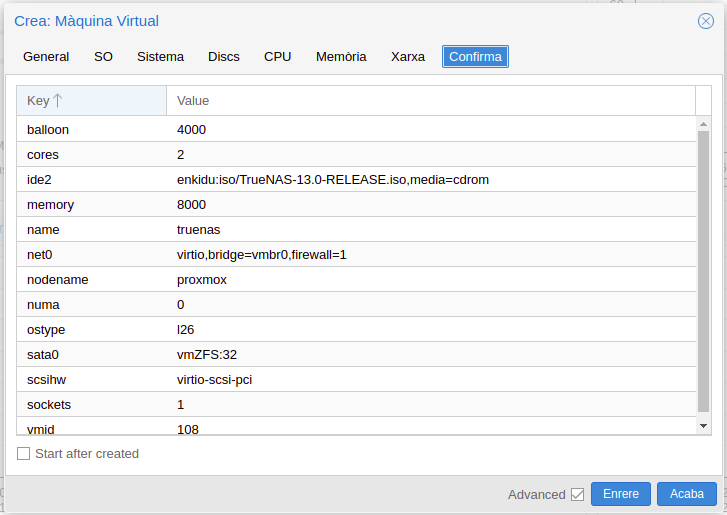 Crea: Màquina Virtual
General SO Sistema Discs CPU Memòria Xarxa Confirma
Key Value
balloon 4000
cores 2
ide2 enkidu:iso/TrueNAS-13.0-RELEASE.iso,media=cdrom
memory 8000
name truenas
net0 virtio,bridge=vmbr0,firewall=1
nodename proxmox
numa 0
ostype l26
sata0 vmZFS:32
scsihw virtio-scsi-pci
sockets 1
vmid 108
Start after created
Advanced Enrere Acaba